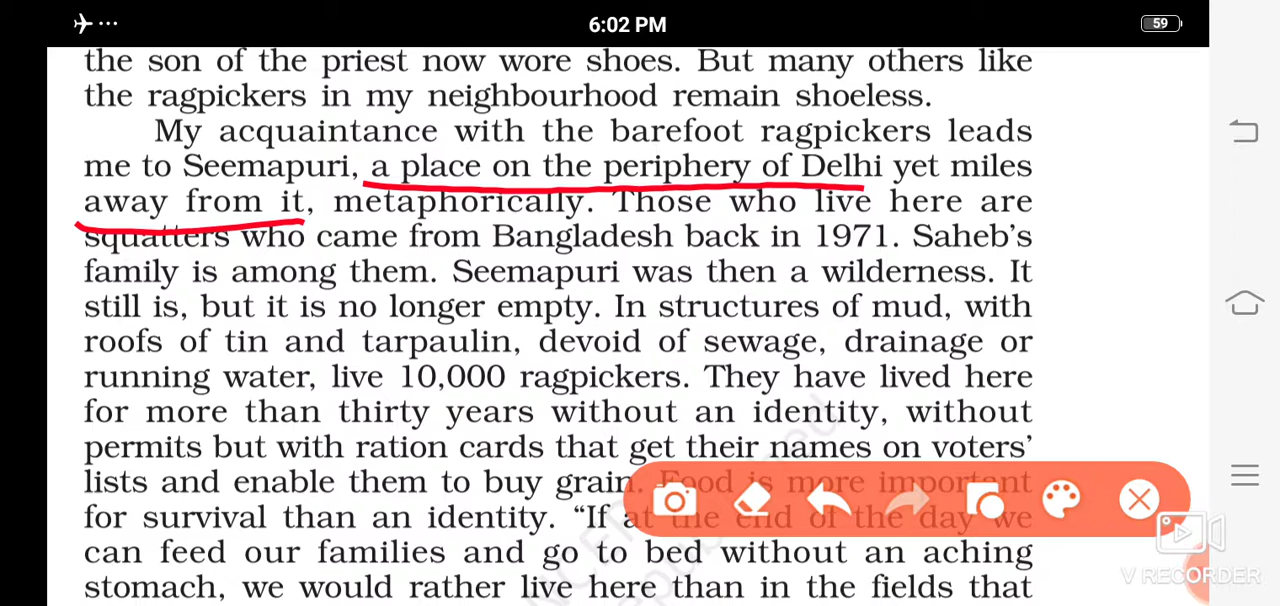 6:02 PM
59
the son of the priest now wore shoes. But many others like
the ragpickers in my neighbourhood remain shoeless.
My acquaintance with the barefoot ragpickers leads
me to Seemapuri, a place on the periphery of Delhi yet miles
away from it, metaphorically. Those who live here are
squatters who came from Bangladesh back in 1971. Saheb's
family is among them. Seemapuri was then a wilderness. It
still is, but it is no longer empty. In structures of mud, with
roofs of tin and tarpaulin, devoid of sewage, drainage or
running water, live 10,000 ragpickers. They have lived here
for more than thirty years without an identity, without
permits but with ration cards that get their names on voters'
lists and enable them to buy grain. Food is more important
for survival than an identity. “If at the end of the day we
can feed our families and go to bed without an aching
stomach, we would rather live here than in the fields that
V RECORDER